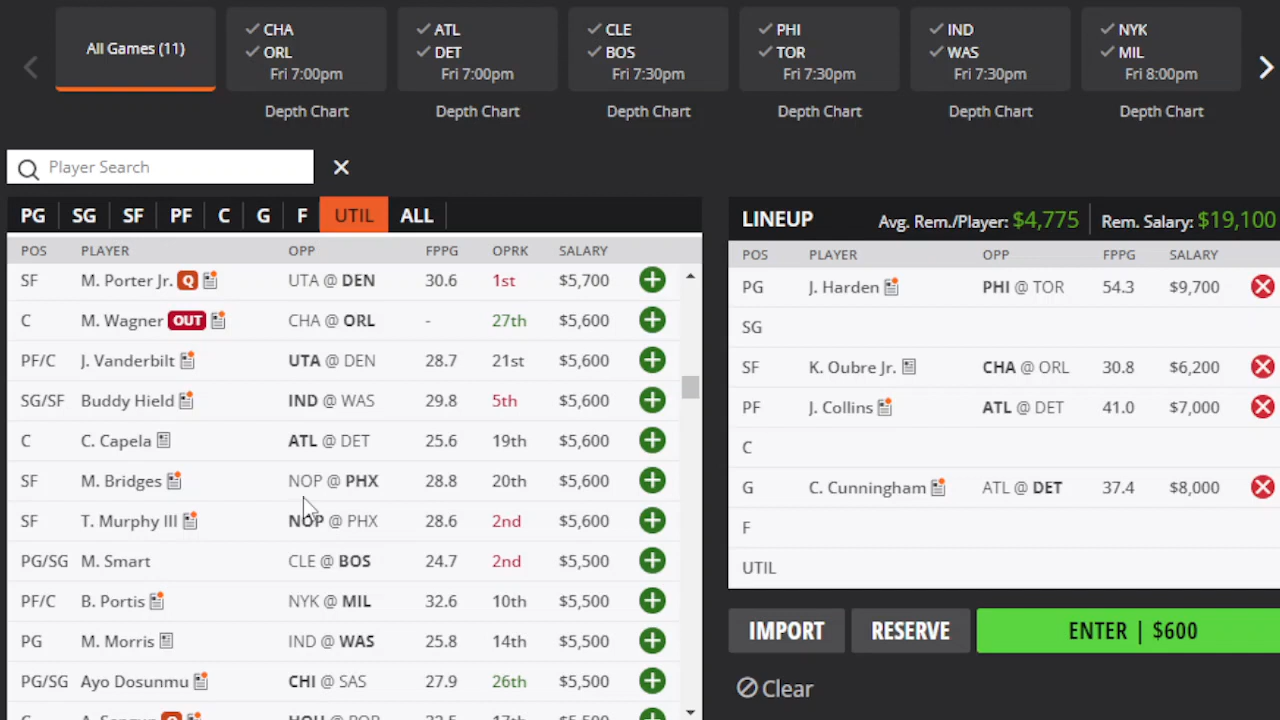 All Games (11)
CHA
ORL
Fri 7:00pm
Depth Chart
ATL
DET
Fri 7:00pm
Depth Chart
CLE
BOS
Fri 7:30pm
Depth Chart
PHI
TOR
Fri 7:30pm
Depth Chart
IND
WAS
Fri 7:30pm
Depth Chart
NYK
MIL
Fri 8:00pm
Depth Chart
Player Search
PG SG SF PF C G F UTIL ALL
POS PLAYER OPP FPPG OPRK SALARY
SF M. Porter Jr. Q UTA @ DEN 30.6 1st $5,700
C M. Wagner OUT CHA @ ORL - 27th $5,600
PF/C J. Vanderbilt UTA @ DEN 28.7 21st $5,600
SG/SF Buddy Hield IND @ WAS 29.8 5th $5,600
C C. Capela ATL @ DET 25.6 19th $5,600
SF M. Bridges NOP @ PHX 28.8 20th $5,600
SF T. Murphy III NOP @ PHX 28.6 2nd $5,600
PG/SG M. Smart CLE @ BOS 24.7 2nd $5,500
PF/C B. Portis NYK @ MIL 32.6 10th $5,500
PG M. Morris IND @ WAS 25.8 14th $5,500
PG/SG Ayo Dosunmu CHI @ SAS 27.9 26th $5,500
LINEUP Avg. Rem./Player: $4,775 Rem. Salary: $19,100
POS PLAYER OPP FPPG SALARY
PG J. Harden PHI @ TOR 54.3 $9,700
SG
SF K. Oubre Jr. CHA @ ORL 30.8 $6,200
PF J. Collins ATL @ DET 41.0 $7,000
C
G C. Cunningham ATL @ DET 37.4 $8,000
F
UTIL
IMPORT RESERVE ENTER | $600
Clear